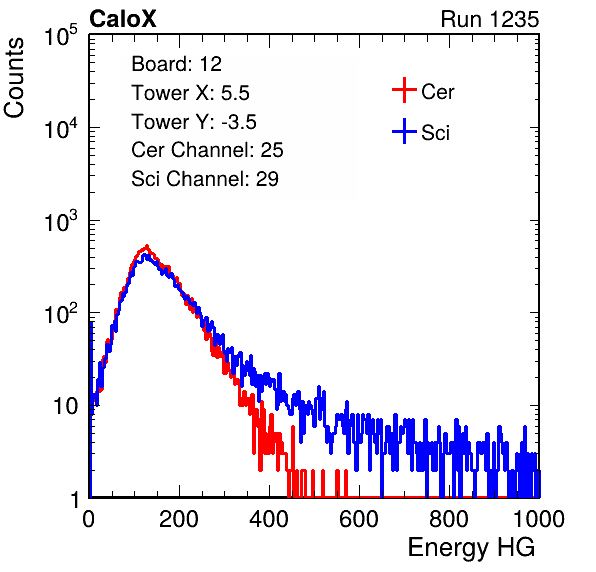 CaloX
Run 1235
Counts
10^5
10^4
10^3
10^2
10
1
Board: 12
Tower X: 5.5
Tower Y: -3.5
Cer Channel: 25
Sci Channel: 29
Cer
Sci
0 200 400 600 800 1000
Energy HG